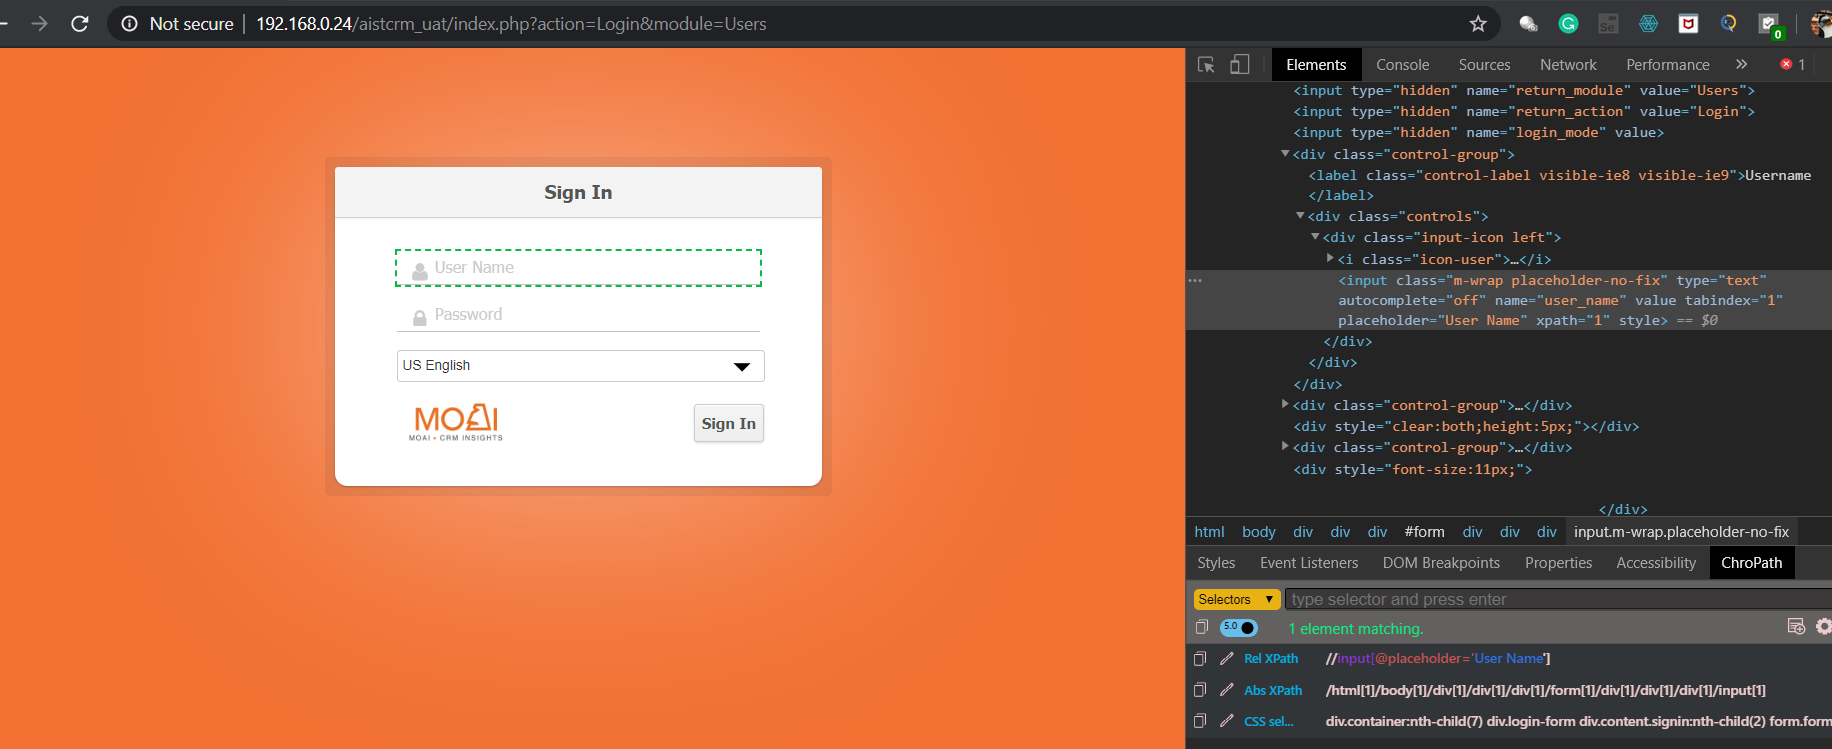 Not secure | 192.168.0.24/aistcrm_uat/index.php?action=Login&module=Users
Se
0
Sign In
User Name
Password
US English
MOAI
MOAI • CRM INSIGHTS
Sign In
Elements Console Sources Network Performance » 1
<input type="hidden" name="return_module" value="Users">
<input type="hidden" name="return_action" value="Login">
<input type="hidden" name="login_mode" value>
<div class="control-group">
<label class="control-label visible-ie8 visible-ie9">Username
</label>
<div class="controls">
<div class="input-icon left">
<i class="icon-user">…</i>
<input class="m-wrap placeholder-no-fix" type="text"
autocomplete="off" name="user_name" value tabindex="1"
placeholder="User Name" xpath="1" style> == $0
</div>
</div>
</div>
<div class="control-group">…</div>
<div style="clear:both;height:5px;"></div>
<div class="control-group">…</div>
<div style="font-size:11px;">
</div>
html body div div div #form div div div input.m-wrap.placeholder-no-fix
Styles Event Listeners DOM Breakpoints Properties Accessibility ChroPath
Selectors type selector and press enter
5.0 1 element matching.
Rel XPath //input[@placeholder='User Name']
Abs XPath /html[1]/body[1]/div[1]/div[1]/div[1]/form[1]/div[1]/div[1]/div[1]/input[1]
CSS sel... div.container:nth-child(7) div.login-form div.content.signin:nth-child(2) form.form